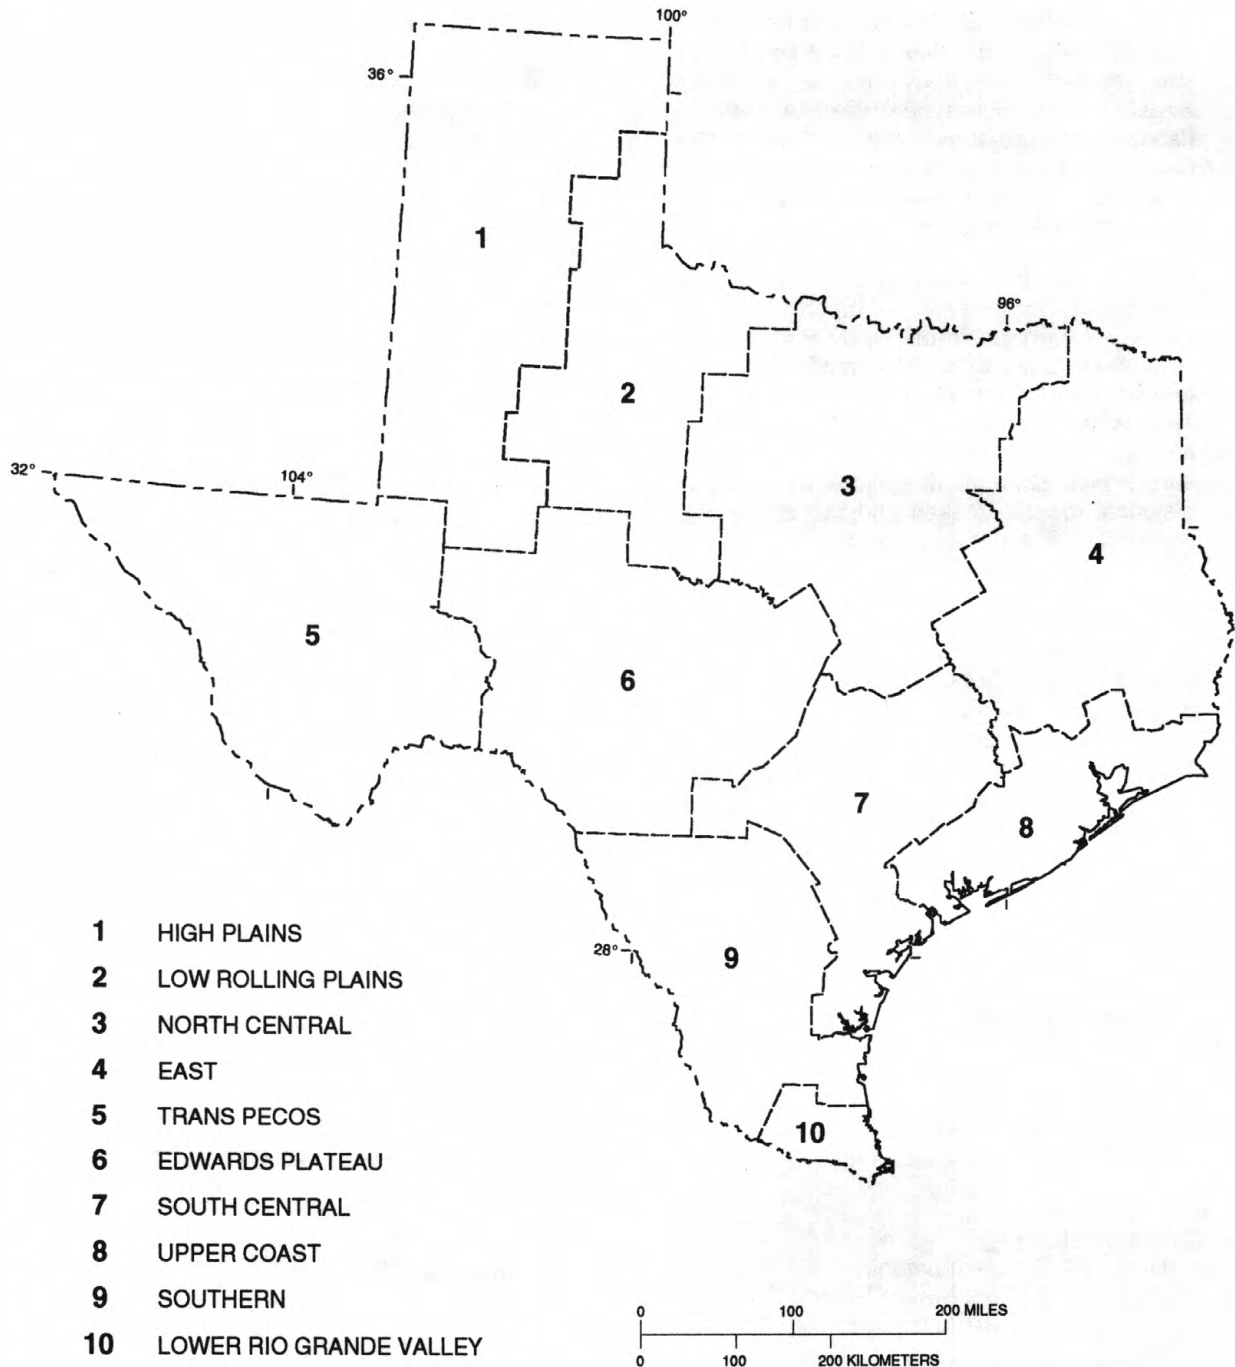 100°
36°
1
96°
2
32°
104°
3
4
5
6
7
8
28°
9
10
1 HIGH PLAINS
2 LOW ROLLING PLAINS
3 NORTH CENTRAL
4 EAST
5 TRANS PECOS
6 EDWARDS PLATEAU
7 SOUTH CENTRAL
8 UPPER COAST
9 SOUTHERN
10 LOWER RIO GRANDE VALLEY
0 100 200 MILES
0 100 200 KILOMETERS